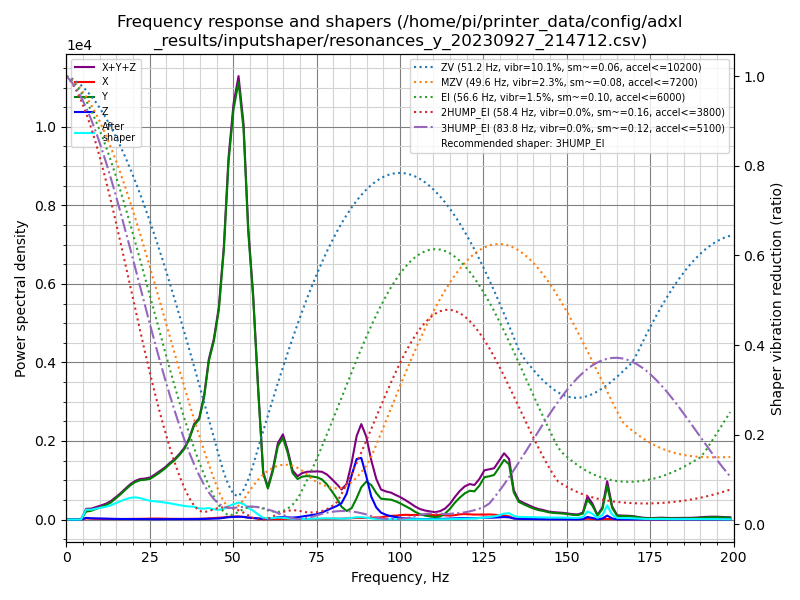 Frequency response and shapers (/home/pi/printer_data/config/adxl
_results/inputshaper/resonances_y_20230927_214712.csv)
1e4
X+Y+Z
X
Y
Z
After
shaper
ZV (51.2 Hz, vibr=10.1%, sm~=0.06, accel<=10200)
MZV (49.6 Hz, vibr=2.3%, sm~=0.08, accel<=7200)
EI (56.6 Hz, vibr=1.5%, sm~=0.10, accel<=6000)
2HUMP_EI (58.4 Hz, vibr=0.0%, sm~=0.16, accel<=3800)
3HUMP_EI (83.8 Hz, vibr=0.0%, sm~=0.12, accel<=5100)
Recommended shaper: 3HUMP_EI
Power spectral density
1.0
0.8
0.6
0.4
0.2
0.0
1.0
0.8
0.6
0.4
0.2
0.0
Shaper vibration reduction (ratio)
0 25 50 75 100 125 150 175 200
Frequency, Hz